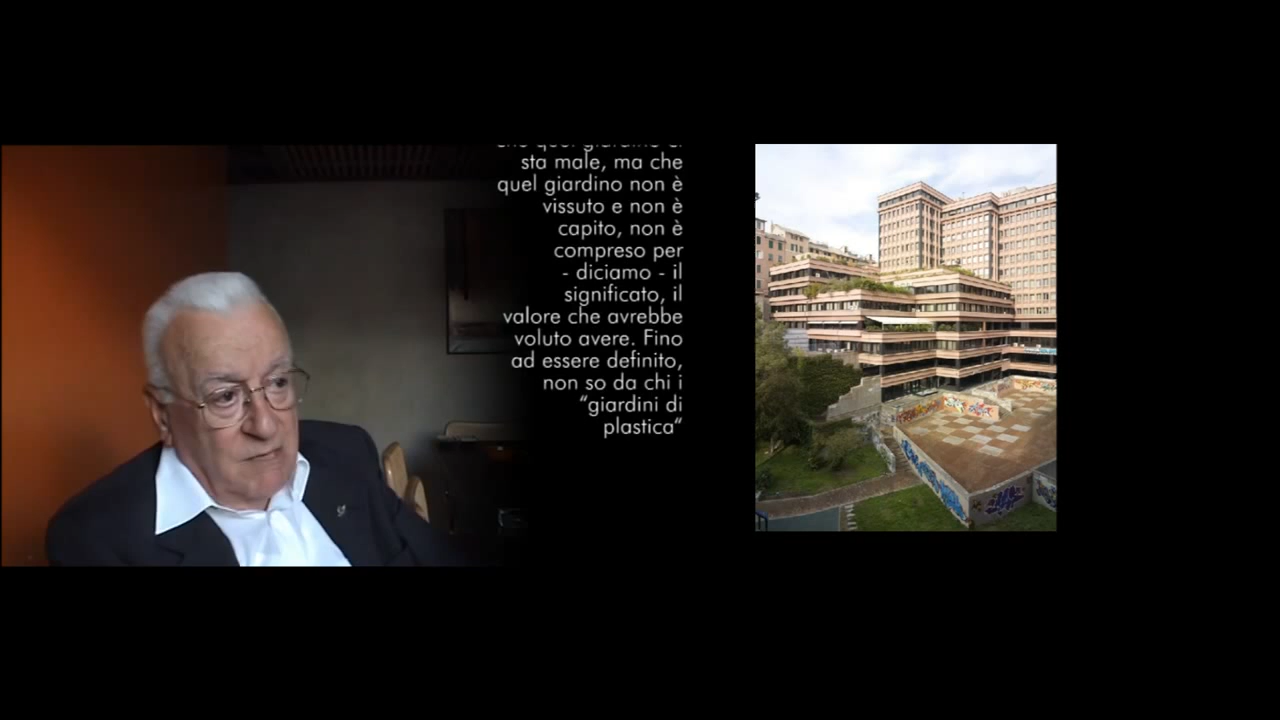 sta male, ma che
quel giardino non è
vissuto e non è
capito, non è
compreso per
- diciamo - il
significato, il
valore che avrebbe
voluto avere. Fino
ad essere definito,
non so da chi i
“giardini di
plastica“